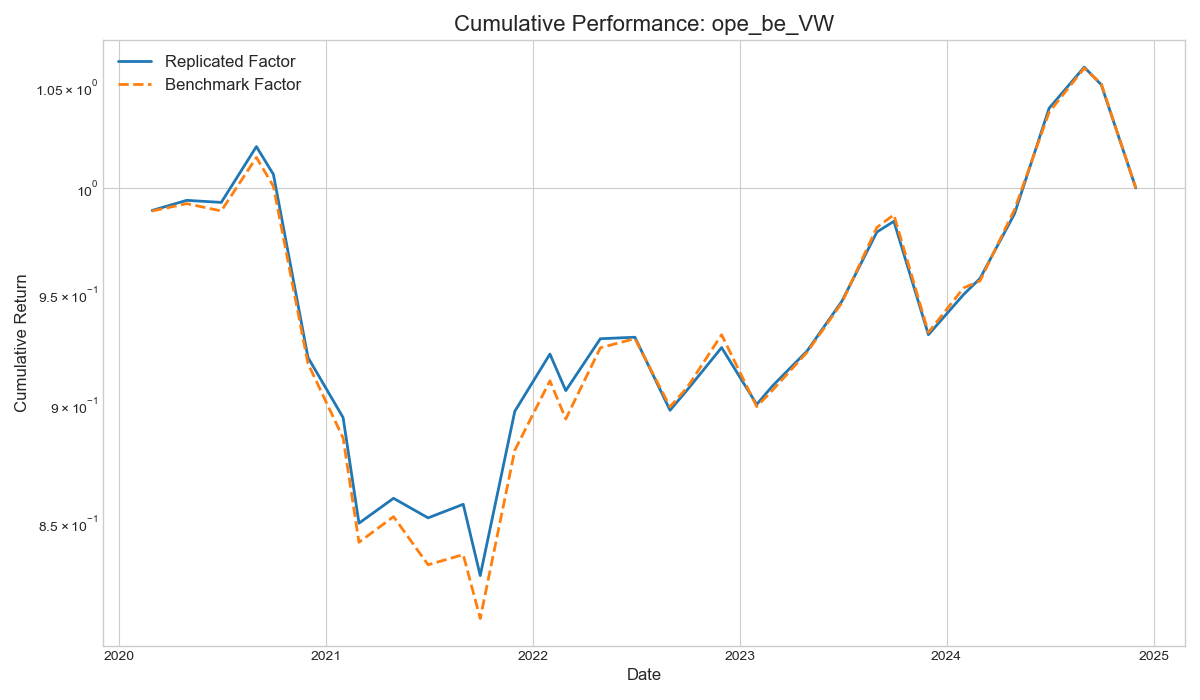 Cumulative Performance: ope_be_VW
Replicated Factor
Benchmark Factor
Cumulative Return
1.05 × 10⁰
10⁰
9.5 × 10⁻¹
9 × 10⁻¹
8.5 × 10⁻¹
2020 2021 2022 2023 2024 2025
Date